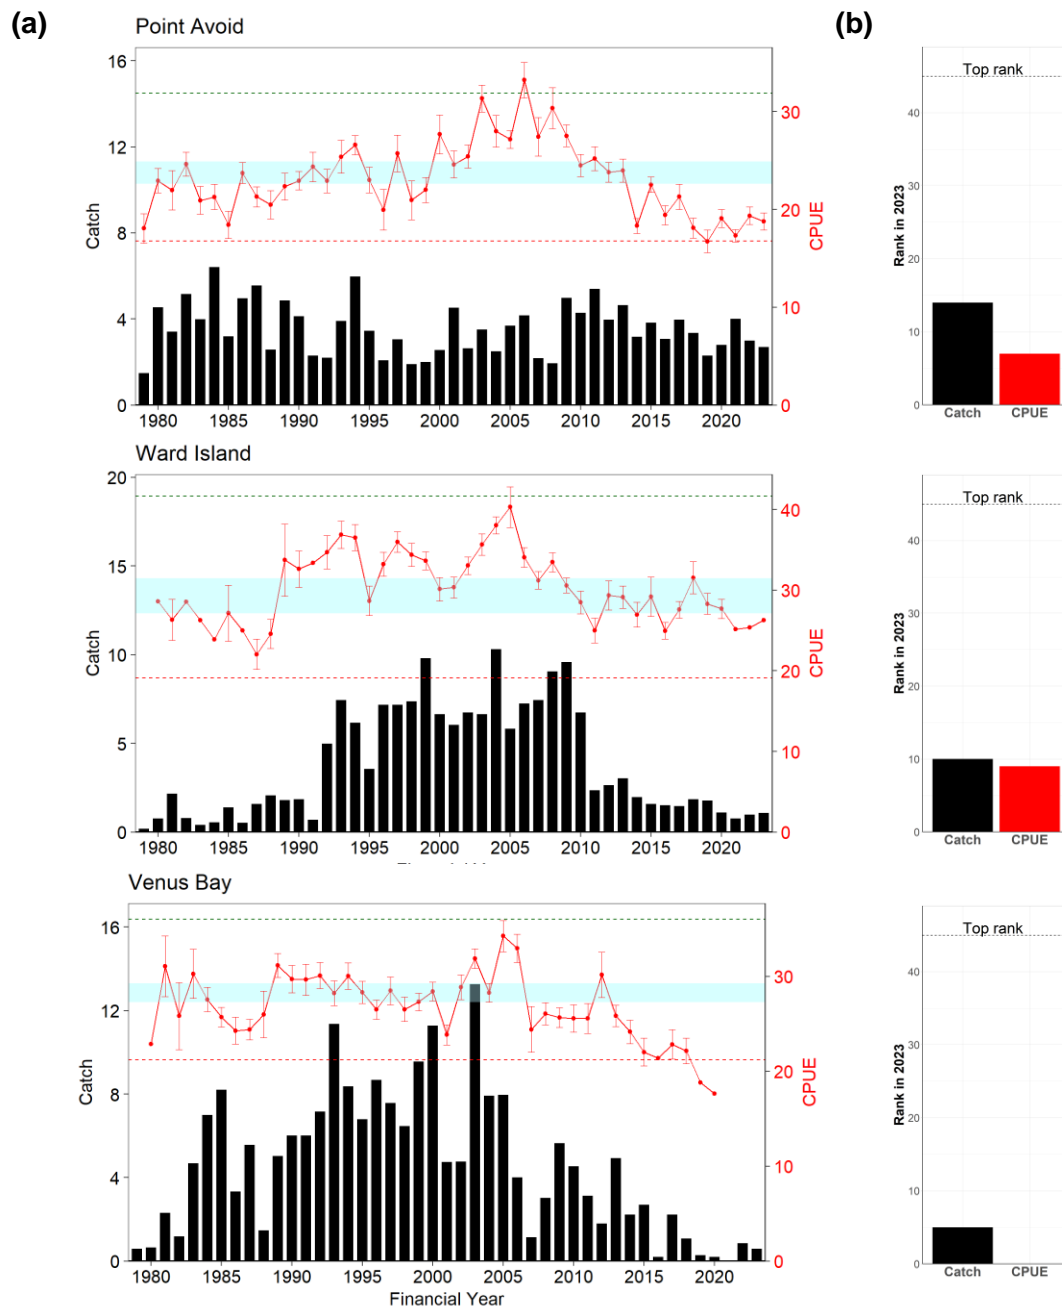 (a)
(b)
Point Avoid
16
12
8
4
0
Catch
30
20
10
0
CPUE
1980 1985 1990 1995 2000 2005 2010 2015 2020
Top rank
40
30
20
10
0
Rank in 2023
Catch CPUE
Ward Island
20
15
10
5
0
Catch
40
30
20
10
0
CPUE
1980 1985 1990 1995 2000 2005 2010 2015 2020
Top rank
40
30
20
10
0
Rank in 2023
Catch CPUE
Venus Bay
16
12
8
4
0
Catch
30
20
10
0
CPUE
1980 1985 1990 1995 2000 2005 2010 2015 2020
Financial Year
Top rank
40
30
20
10
0
Rank in 2023
Catch CPUE